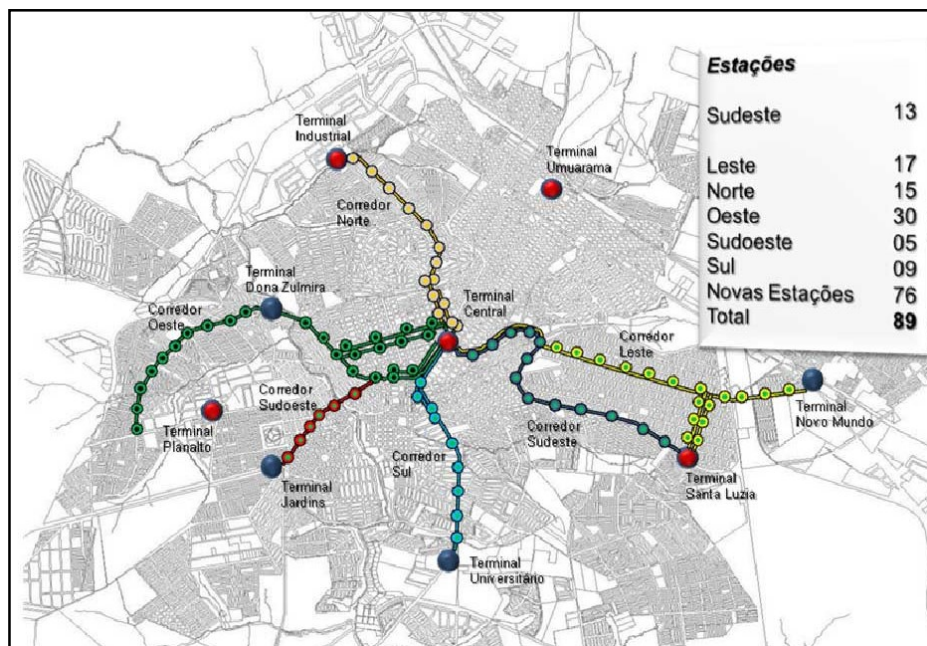 Estações
Sudeste 13
Leste 17
Norte 15
Oeste 30
Sudoeste 05
Sul 09
Novas Estações 76
Total 89
Terminal
Industrial
Terminal
Umuarama
Corredor
Norte
Terminal
Dona Zulmira
Terminal
Central
Corredor
Oeste
Corredor
Leste
Corredor
Sudoeste
Terminal
Planalto
Corredor
Sudeste
Terminal
Novo Mundo
Corredor
Sul
Terminal
Jardins
Terminal
Santa Luzia
Terminal
Universitário